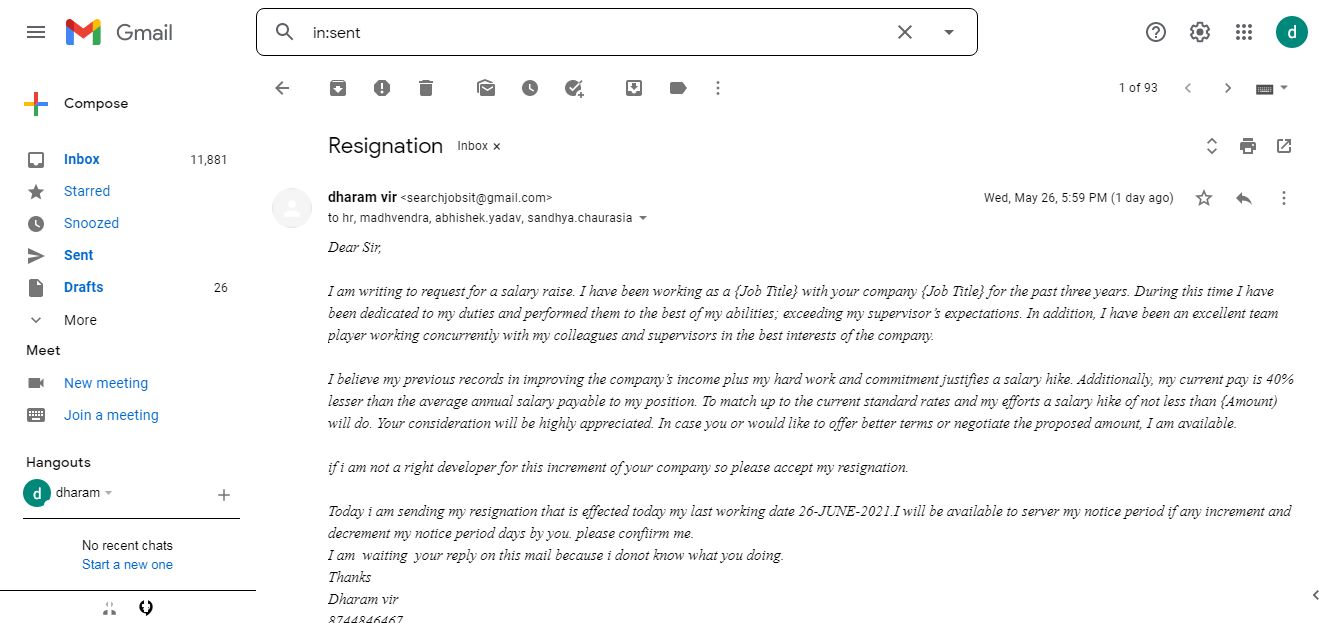 Gmail
in:sent
d
Compose
1 of 93
Inbox 11,881
Starred
Snoozed
Sent
Drafts 26
More
Meet
New meeting
Join a meeting
Hangouts
d dharam
No recent chats
Start a new one
Resignation Inbox x
dharam vir <searchjobsit@gmail.com> Wed, May 26, 5:59 PM (1 day ago)
to hr, madhvendra, abhishek.yadav, sandhya.chaurasia
Dear Sir,
I am writing to request for a salary raise. I have been working as a {Job Title} with your company {Job Title} for the past three years. During this time I have
been dedicated to my duties and performed them to the best of my abilities; exceeding my supervisor's expectations. In addition, I have been an excellent team
player working concurrently with my colleagues and supervisors in the best interests of the company.
I believe my previous records in improving the company's income plus my hard work and commitment justifies a salary hike. Additionally, my current pay is 40%
lesser than the average annual salary payable to my position. To match up to the current standard rates and my efforts a salary hike of not less than {Amount)
will do. Your consideration will be highly appreciated. In case you or would like to offer better terms or negotiate the proposed amount, I am available.
if i am not a right developer for this increment of your company so please accept my resignation.
Today i am sending my resignation that is effected today my last working date 26-JUNE-2021.I will be available to server my notice period if any increment and
decrement my notice period days by you. please confiirm me.
I am  waiting  your reply on this mail because i donot know what you doing.
Thanks
Dharam vir
8744846467